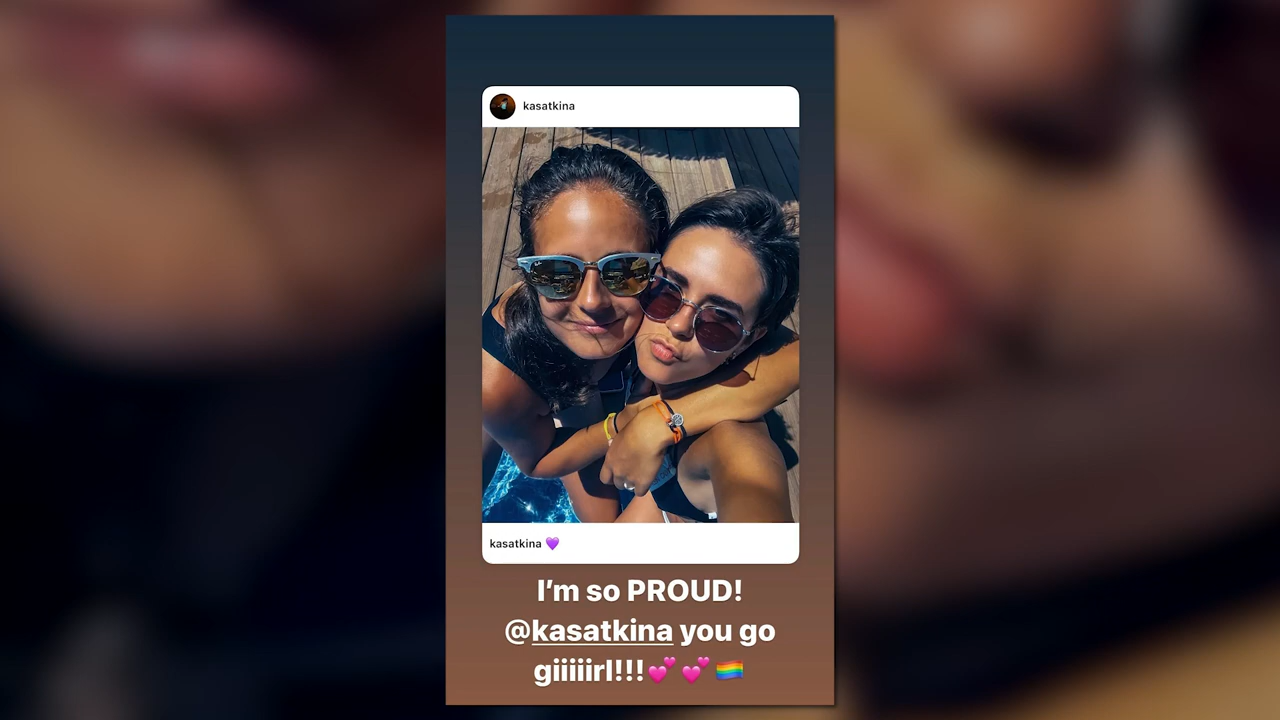 kasatkina
kasatkina 💜
I'm so PROUD!
@kasatkina you go
giiiiirl!!!💕💕🏳️‍🌈